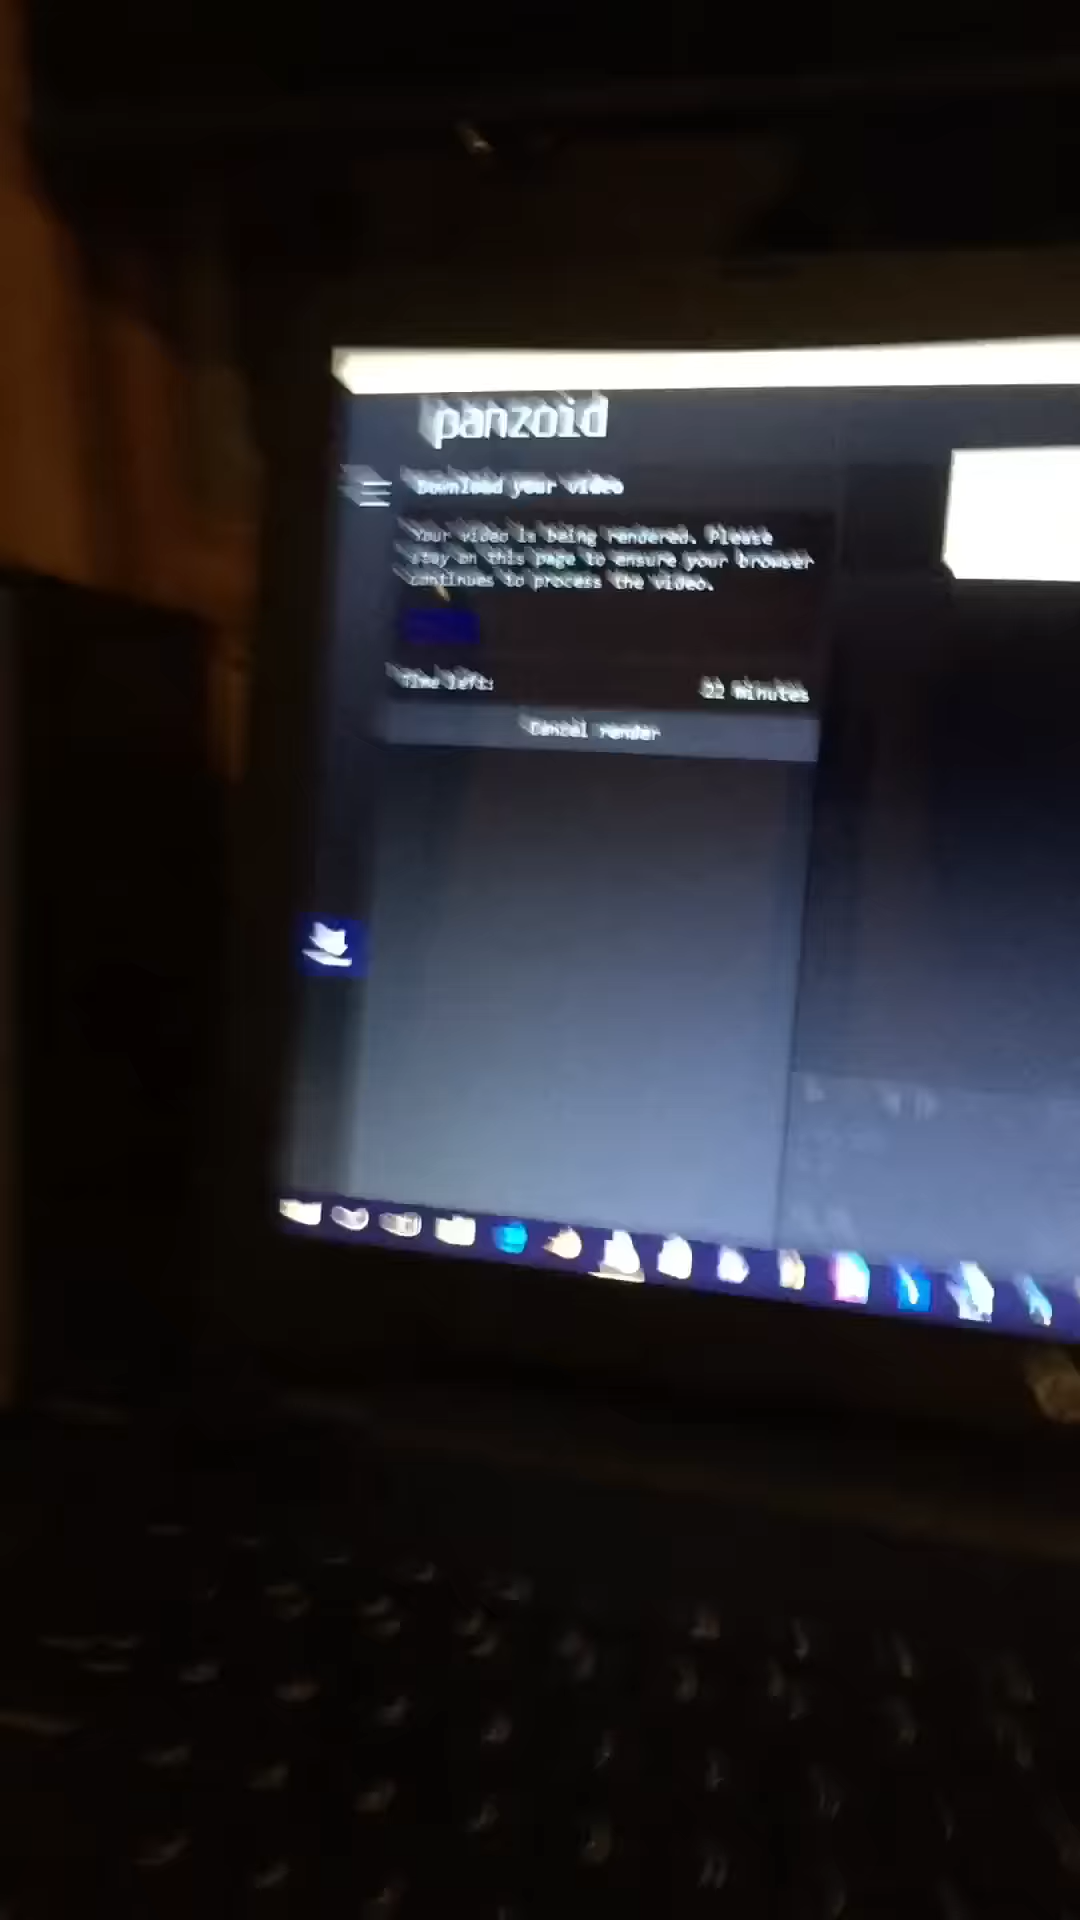 panzoid
Download your video
Your video is being rendered. Please
stay on this page to ensure your browser
continues to process the video.
Time left:
22 minutes
Cancel render